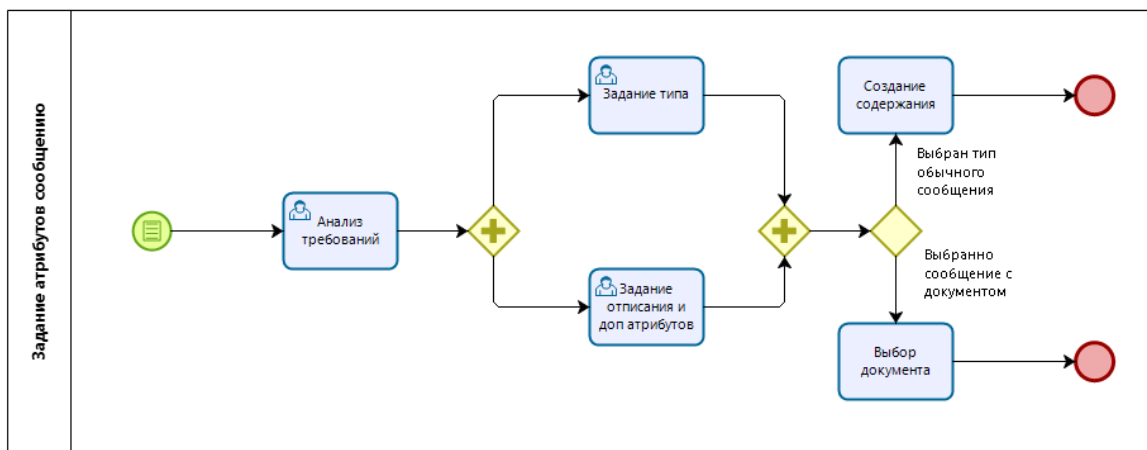 Задание атрибутов сообщению
Анализ
требований
Задание типа
Задание
отписания и
доп атрибутов
Создание
содержания
Выбран тип
обычного
сообщения
Выбранно
сообщение с
документом
Выбор
документа